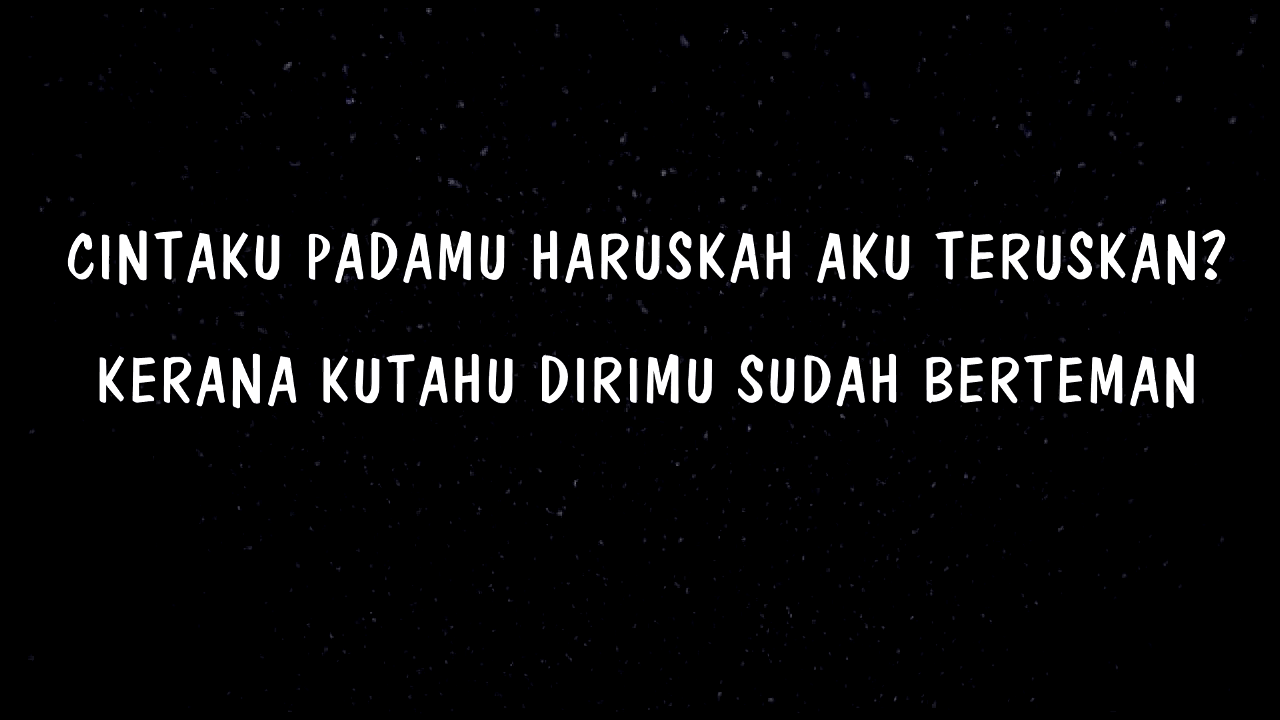 CINTAKU PADAMU HARUSKAH AKU TERUSKAN?
KERANA KUTAHU DIRIMU SUDAH BERTEMAN